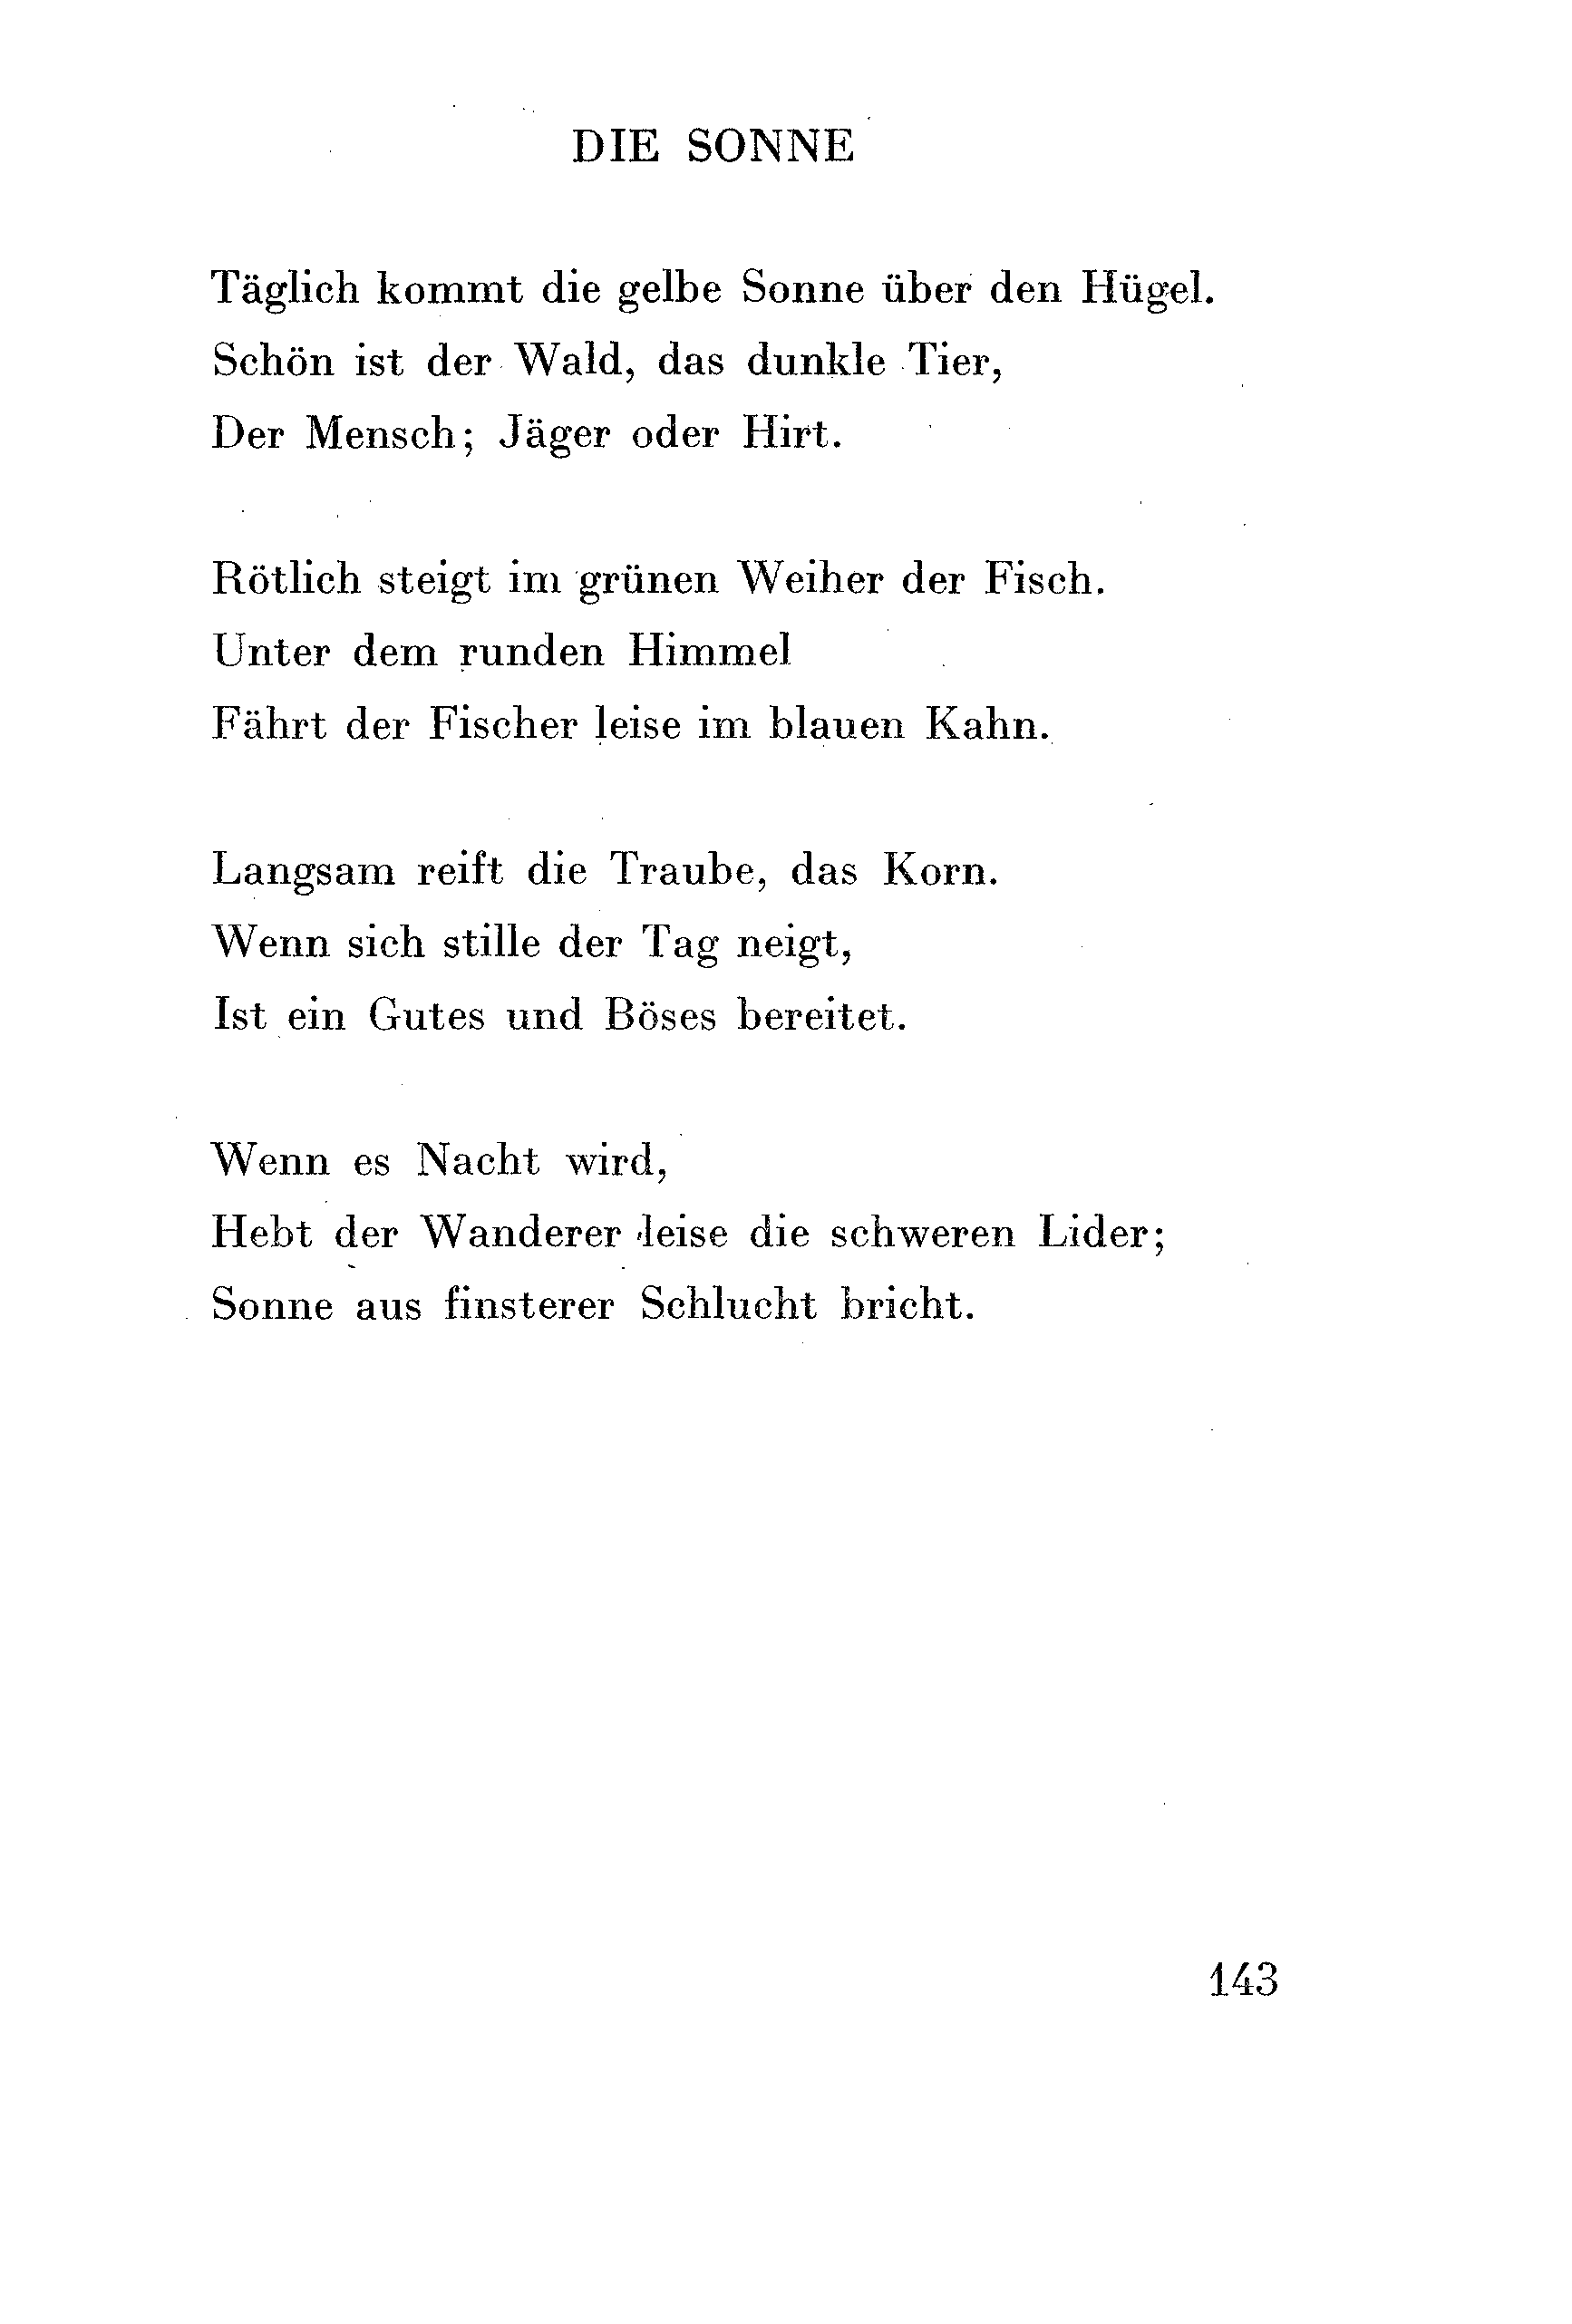 DIE SONNE
Täglich kommt die gelbe Sonne über den Hügel.
Schön ist der Wald, das dunkle Tier,
Der Mensch; Jäger oder Hirt.
Rötlich steigt im grünen Weiher der Fisch.
Unter dem runden Himmel
Fährt der Fischer leise im blauen Kahn.
Langsam reift die Traube, das Korn.
Wenn sich stille der Tag neigt,
Ist ein Gutes und Böses bereitet.
Wenn es Nacht wird,
Hebt der Wanderer leise die schweren Lider;
Sonne aus finsterer Schlucht bricht.
143